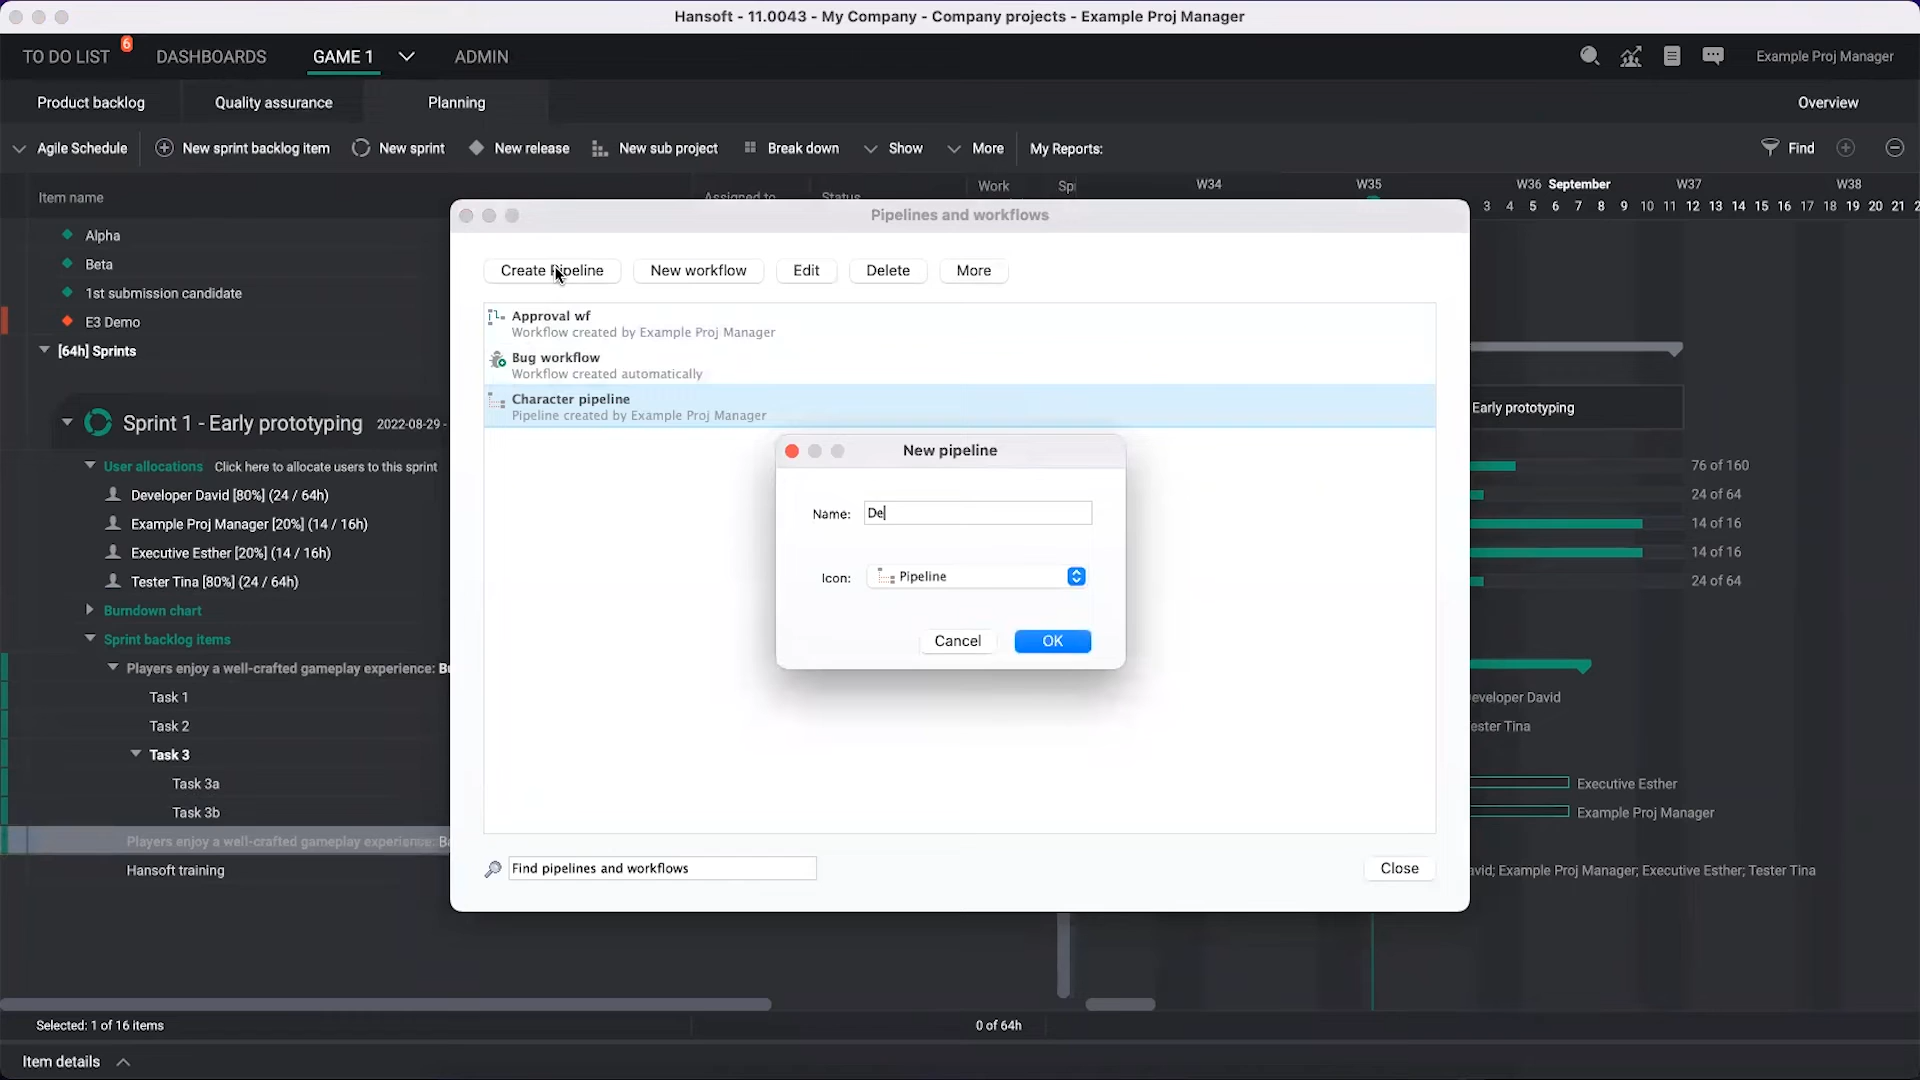 Hansoft - 11.0043 - My Company - Company projects - Example Proj Manager
TO DO LIST 6 DASHBOARDS GAME 1 ADMIN Example Proj Manager
Product backlog Quality assurance Planning Overview
Agile Schedule New sprint backlog item New sprint New release New sub project Break down Show More My Reports: Find
Item name Assigned to Status Work Spr W34 W35 W36 September W37 W38
3 4 5 6 7 8 9 10 11 12 13 14 15 16 17 18 19 20 21 2
Pipelines and workflows
Create Pipeline New workflow Edit Delete More
Alpha
Beta
1st submission candidate
E3 Demo
[64h] Sprints
Approval wf
Workflow created by Example Proj Manager
Bug workflow
Workflow created automatically
Character pipeline
Pipeline created by Example Proj Manager
Sprint 1 - Early prototyping 2022-08-29 -
Early prototyping
User allocations Click here to allocate users to this sprint
76 of 160
Developer David [80%] (24 / 64h)
24 of 64
Example Proj Manager [20%] (14 / 16h)
14 of 16
Executive Esther [20%] (14 / 16h)
14 of 16
Tester Tina [80%] (24 / 64h)
24 of 64
New pipeline
Name: De
Icon: Pipeline
Cancel OK
Burndown chart
Sprint backlog items
Players enjoy a well-crafted gameplay experience: Bu
Task 1
eveloper David
Task 2
ester Tina
Task 3
Task 3a
Executive Esther
Task 3b
Example Proj Manager
Players enjoy a well-crafted gameplay experience: Bu
Hansoft training
avid; Example Proj Manager; Executive Esther; Tester Tina
Find pipelines and workflows Close
Selected: 1 of 16 items 0 of 64h
Item details